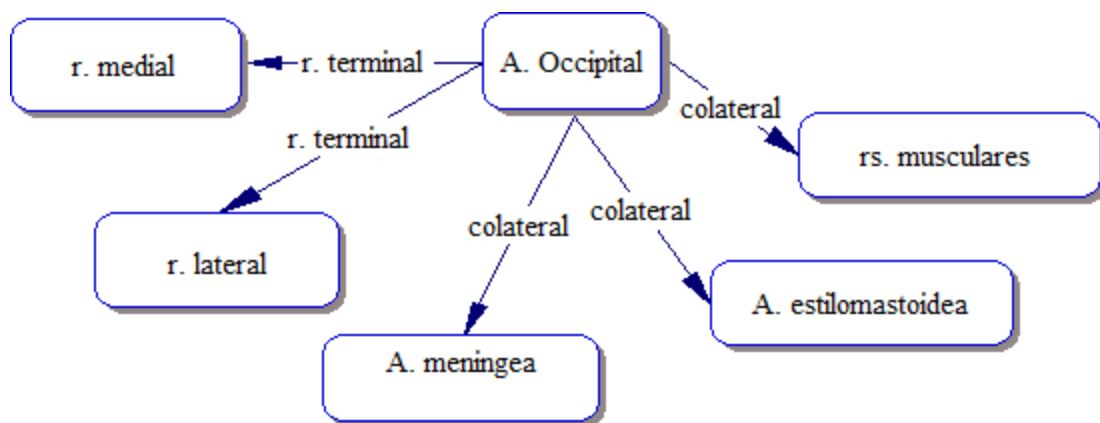 A. Occipital
r. medial
r. terminal
colateral
rs. musculares
r. terminal
colateral
colateral
r. lateral
A. estilomastoidea
A. meningea